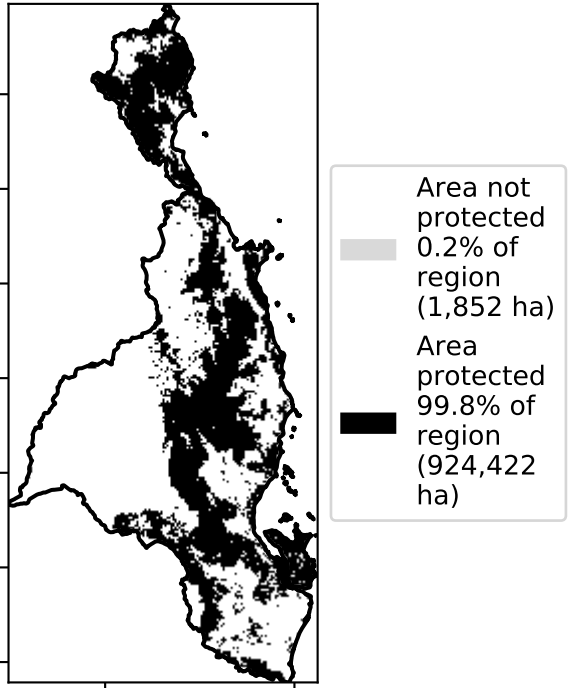 Area not
protected
0.2% of
region
(1,852 ha)
Area
protected
99.8% of
region
(924,422
ha)